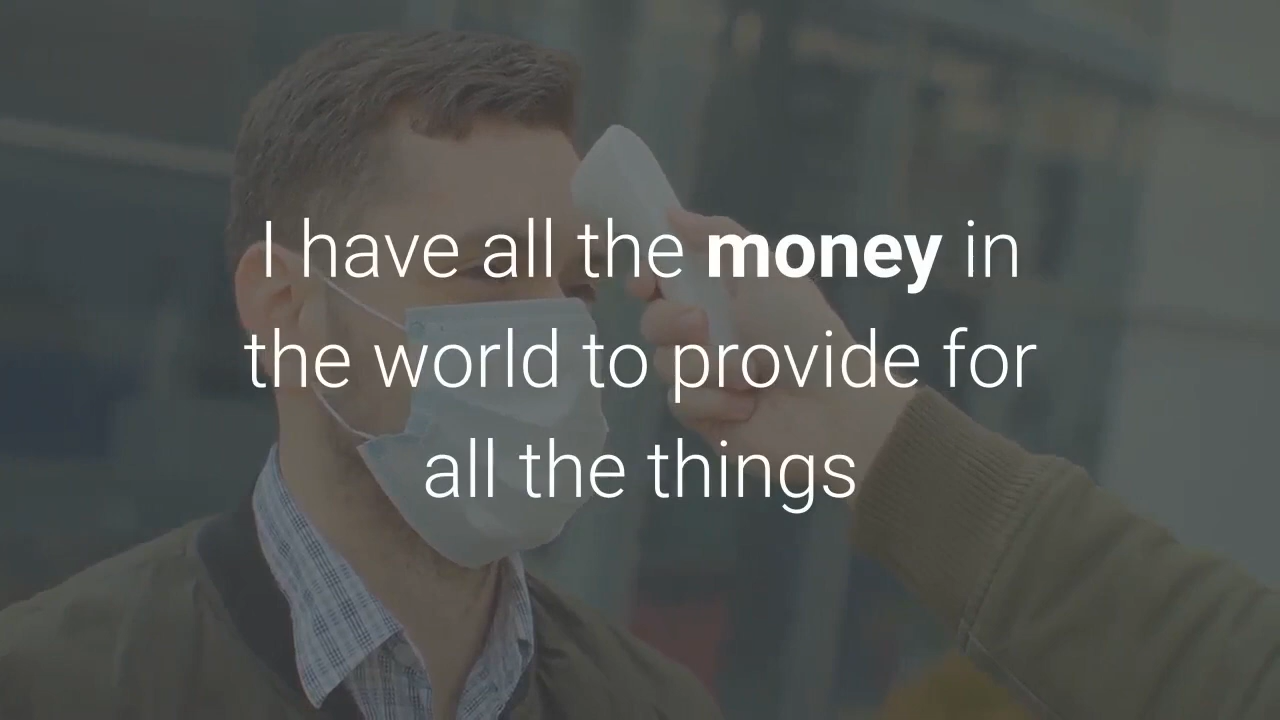 I have all the money in
the world to provide for
all the things